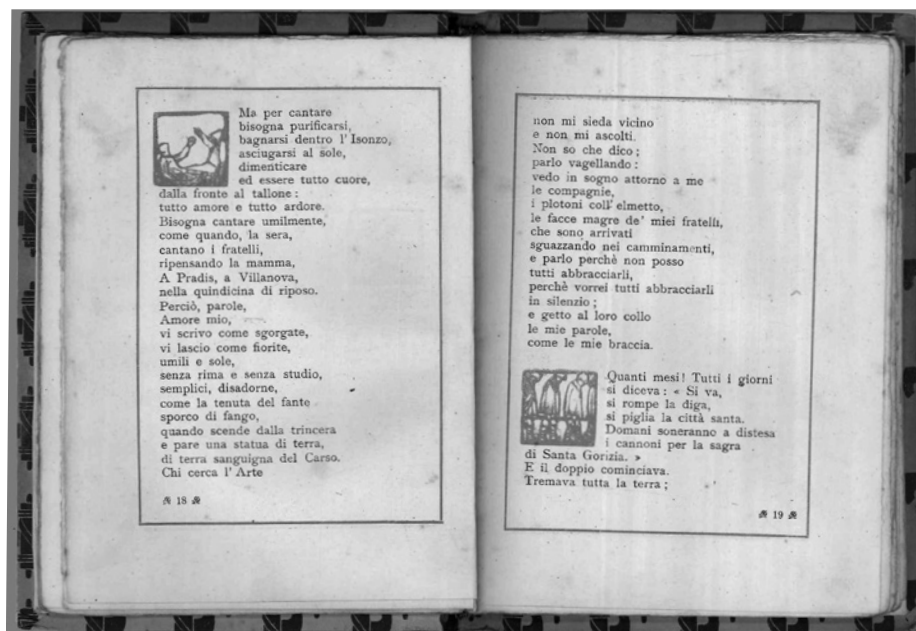 Ma per cantare
bisogna purificarsi,
bagnarsi dentro l' Isonzo,
asciugarsi al sole,
dimenticare
ed essere tutto cuore,
dalla fronte al tallone :
tutto amore e tutto ardore.
Bisogna cantare umilmente,
come quando, la sera,
cantano i fratelli,
ripensando la mamma,
A Pradis, a Villanova,
nella quindicina di riposo.
Perciò, parole,
Amore mio,
vi scrivo come sgorgate,
vi lascio come fiorite,
umili e sole,
senza rima e senza studio,
semplici, disadorne,
come la tenuta del fante
sporco di fango,
quando scende dalla trincera
e pare una statua di terra,
di terra sanguigna del Carso.
Chi cerca l' Arte
18
non mi sieda vicino
e non mi ascolti.
Non so che dico ;
parlo vagellando :
vedo in sogno attorno a me
le compagnie,
i plotoni coll' elmetto,
le facce magre de' miei fratelli,
che sono arrivati
sguazzando nei camminamenti,
e parlo perchè non posso
tutti abbracciarli,
perchè vorrei tutti abbracciarli
in silenzio ;
e getto al loro collo
le mie parole,
come le mie braccia.
Quanti mesi! Tutti i giorni
si diceva : « Si va,
si rompe la diga,
si piglia la città santa.
Domani soneranno a distesa
i cannoni per la sagra
di Santa Gorizia. »
E il doppio cominciava.
Tremava tutta la terra ;
19